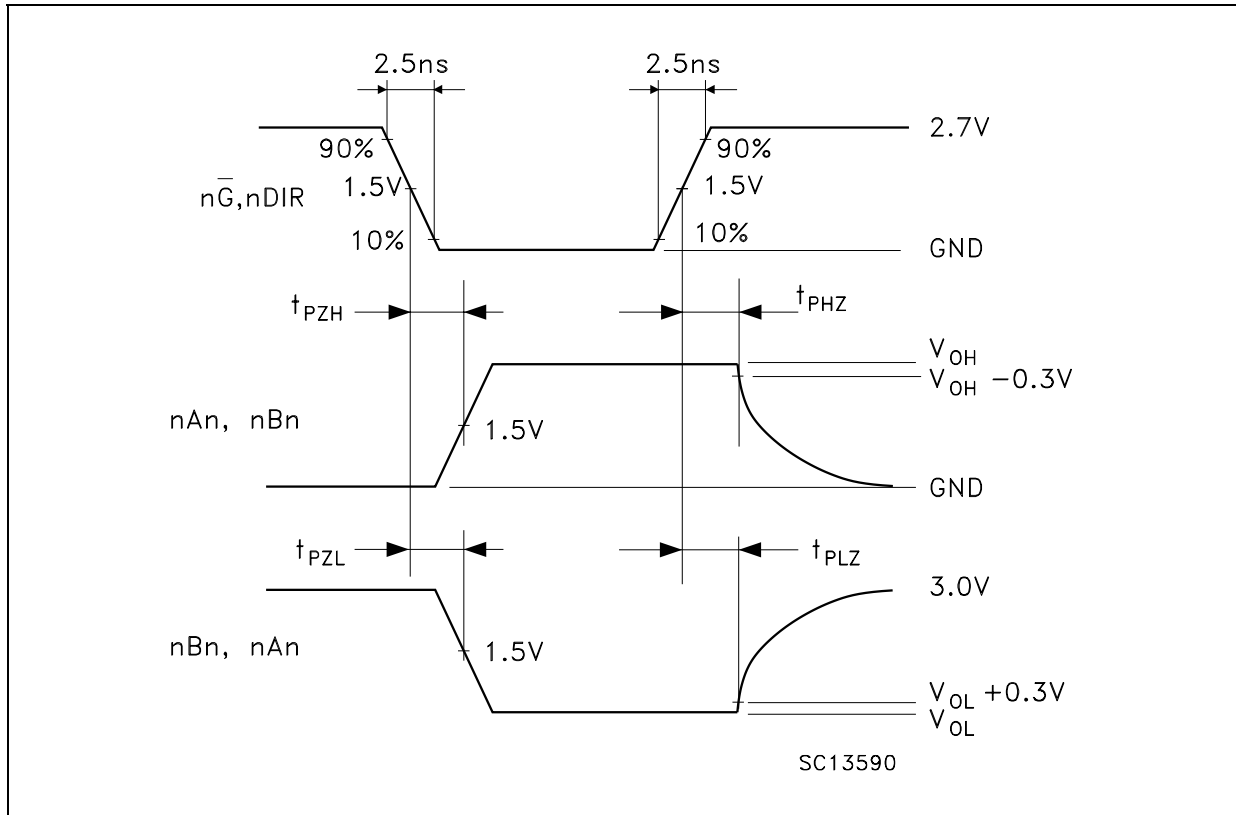 2.5ns 2.5ns
2.7V
90% 90%
nG̅,nDIR 1.5V 1.5V
10% 10%
GND
tPZH tPHZ
VOH
VOH −0.3V
nAn, nBn 1.5V
GND
tPZL tPLZ
3.0V
nBn, nAn 1.5V
VOL +0.3V
VOL
SC13590